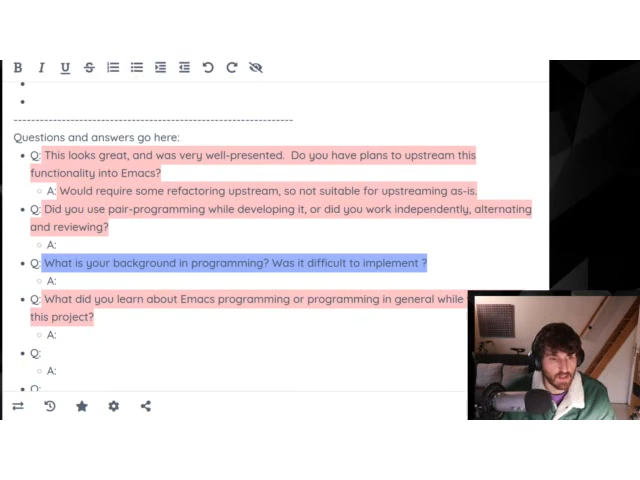 B I U S
----------------------------------------------------------------
Questions and answers go here:
Q: This looks great, and was very well-presented. Do you have plans to upstream this
functionality into Emacs?
A: Would require some refactoring upstream, so not suitable for upstreaming as-is.
Q: Did you use pair-programming while developing it, or did you work independently, alternating
and reviewing?
A:
Q: What is your background in programming? Was it difficult to implement ?
A:
Q: What did you learn about Emacs programming or programming in general while
this project?
A:
Q:
A:
Q: